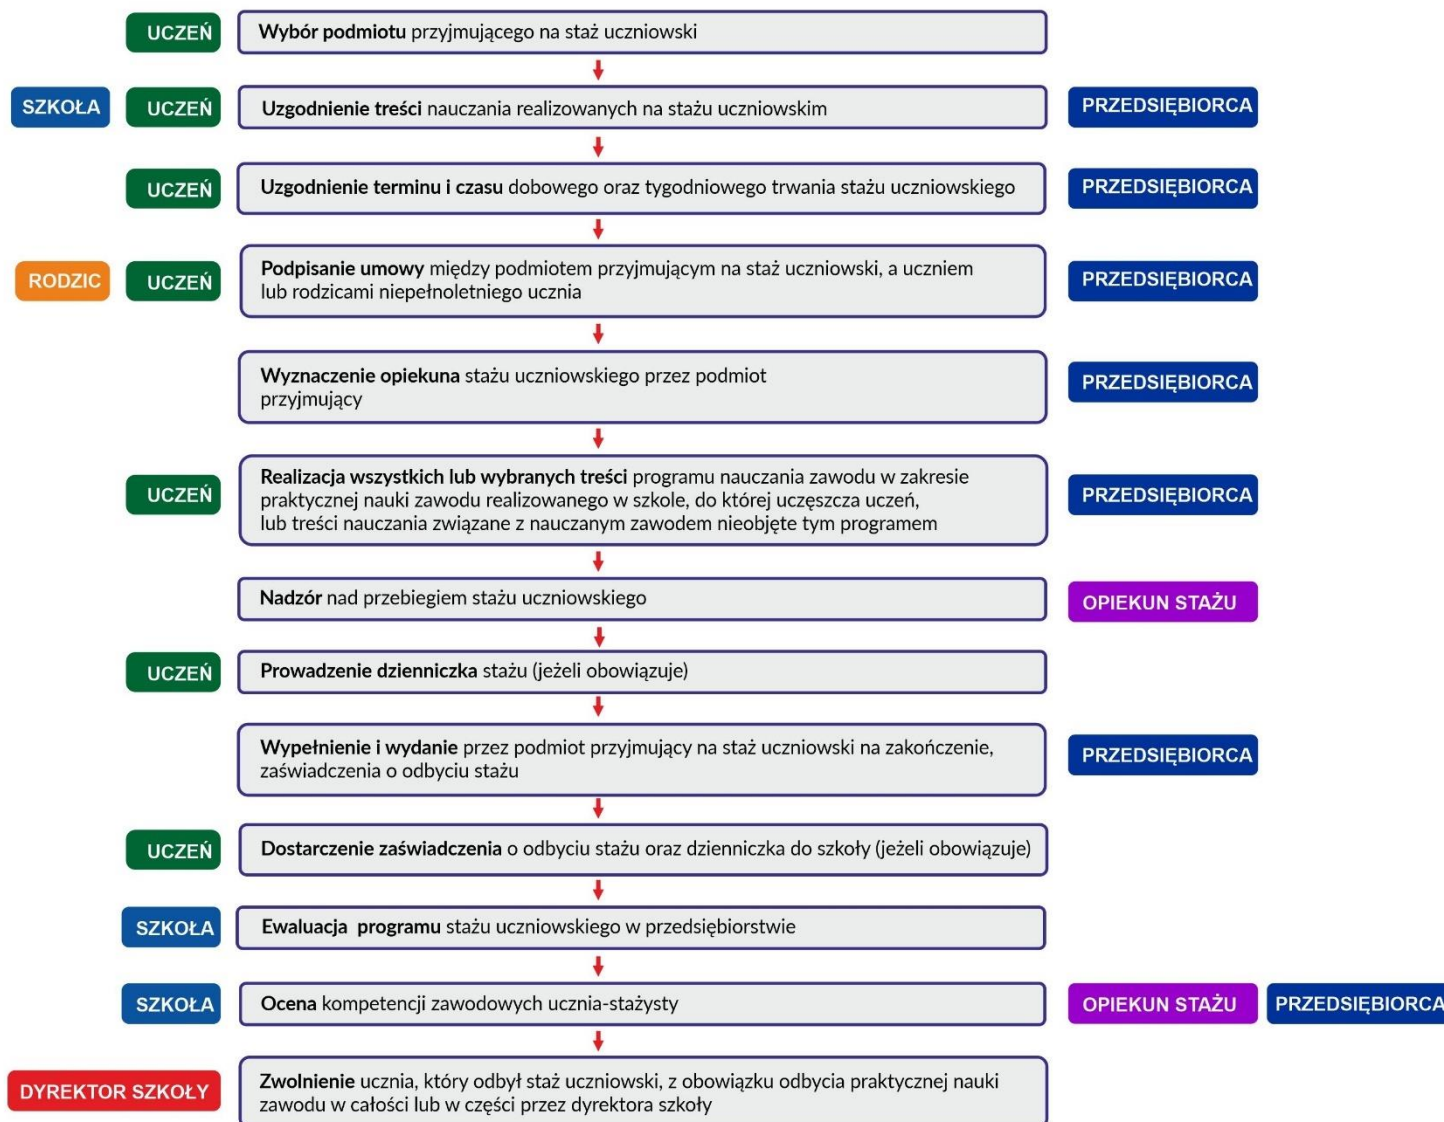 UCZEŃ Wybór podmiotu przyjmującego na staż uczniowski
SZKOŁA UCZEŃ Uzgodnienie treści nauczania realizowanych na stażu uczniowskim PRZEDSIĘBIORCA
UCZEŃ Uzgodnienie terminu i czasu dobowego oraz tygodniowego trwania stażu uczniowskiego PRZEDSIĘBIORCA
RODZIC UCZEŃ Podpisanie umowy między podmiotem przyjmującym na staż uczniowski, a uczniem
lub rodzicami niepełnoletniego ucznia PRZEDSIĘBIORCA
Wyznaczenie opiekuna stażu uczniowskiego przez podmiot
przyjmujący PRZEDSIĘBIORCA
UCZEŃ Realizacja wszystkich lub wybranych treści programu nauczania zawodu w zakresie
praktycznej nauki zawodu realizowanego w szkole, do której uczęszcza uczeń,
lub treści nauczania związane z nauczanym zawodem nieobjęte tym programem PRZEDSIĘBIORCA
Nadzór nad przebiegiem stażu uczniowskiego OPIEKUN STAŻU
UCZEŃ Prowadzenie dzienniczka stażu (jeżeli obowiązuje)
Wypełnienie i wydanie przez podmiot przyjmujący na staż uczniowski na zakończenie,
zaświadczenia o odbyciu stażu PRZEDSIĘBIORCA
UCZEŃ Dostarczenie zaświadczenia o odbyciu stażu oraz dzienniczka do szkoły (jeżeli obowiązuje)
SZKOŁA Ewaluacja programu stażu uczniowskiego w przedsiębiorstwie
SZKOŁA Ocena kompetencji zawodowych ucznia-stażysty OPIEKUN STAŻU PRZEDSIĘBIORCA
DYREKTOR SZKOŁY Zwolnienie ucznia, który odbył staż uczniowski, z obowiązku odbycia praktycznej nauki
zawodu w całości lub w części przez dyrektora szkoły